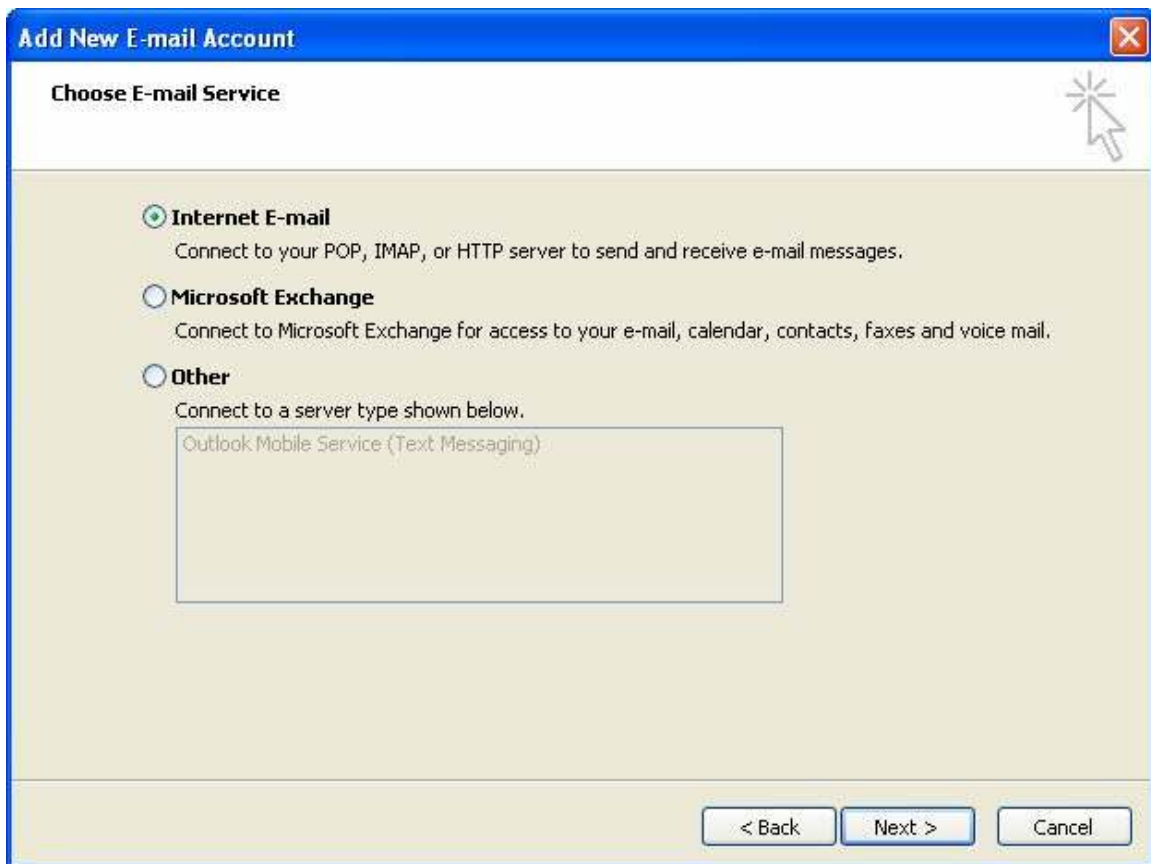 Add New E-mail Account
Choose E-mail Service
Internet E-mail
Connect to your POP, IMAP, or HTTP server to send and receive e-mail messages.
Microsoft Exchange
Connect to Microsoft Exchange for access to your e-mail, calendar, contacts, faxes and voice mail.
Other
Connect to a server type shown below.
Outlook Mobile Service (Text Messaging)
< Back Next > Cancel